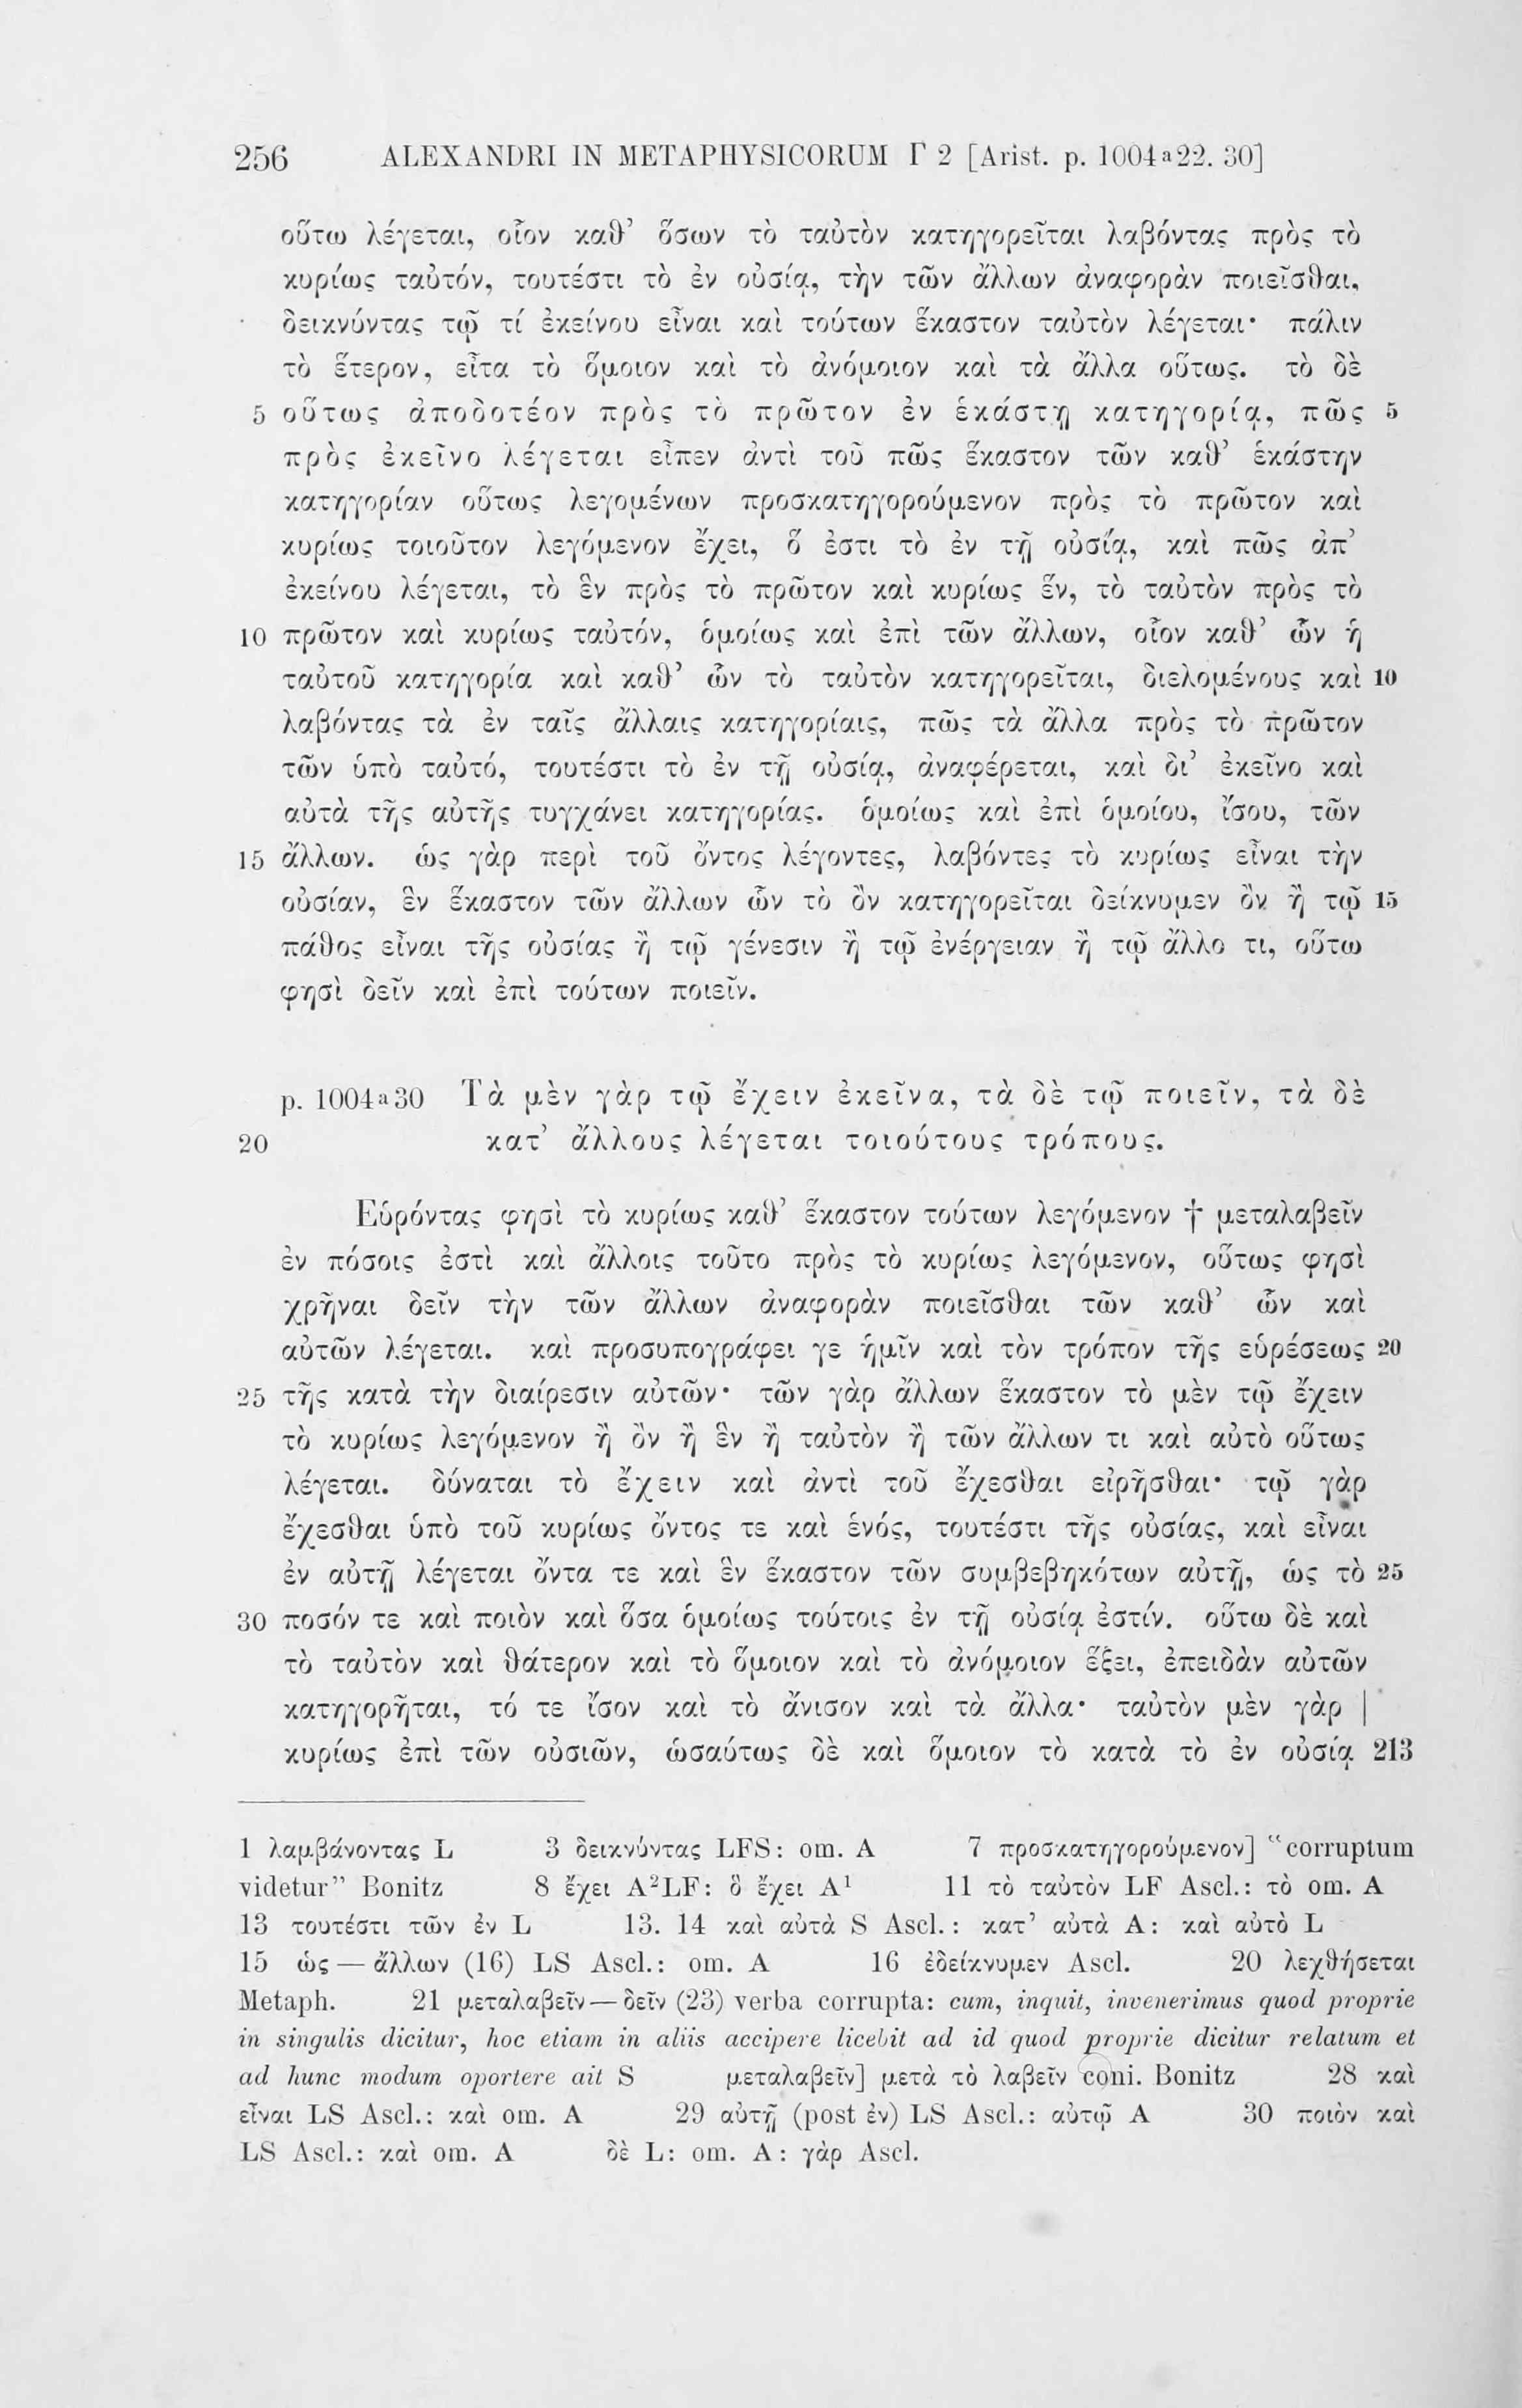 256 ALEXANDRI IN METAPHYSICORUM Γ 2 [Arist. p. 1004a22. 30]
οὕτω λέγεται, οἷον καθ’ ὅσων τὸ ταὐτὸν κατηγορεῖται λαβόντας πρὸς τὸ
κυρίως ταὐτόν, τουτέστι τὸ ἐν οὐσίᾳ, τὴν τῶν ἄλλων ἀναφορὰν ποιεῖσθαι,
δεικνύντας τῷ τί ἐκείνου εἶναι καὶ τούτων ἕκαστον ταὐτὸν λέγεται· πάλιν
τὸ ἕτερον, εἶτα τὸ ὅμοιον καὶ τὸ ἀνόμοιον καὶ τὰ ἄλλα οὕτως. τὸ δὲ
5 οὕτως ἀποδοτέον πρὸς τὸ πρῶτον ἐν ἑκάστῃ κατηγορίᾳ, πῶς 5
πρὸς ἐκεῖνο λέγεται εἶπεν ἀντὶ τοῦ πῶς ἕκαστον τῶν καθ’ ἑκάστην
κατηγορίαν οὕτως λεγομένων προσκατηγορούμενον πρὸς τὸ πρῶτον καὶ
κυρίως τοιοῦτον λεγόμενον ἔχει, ὅ ἐστι τὸ ἐν τῇ οὐσίᾳ, καὶ πῶς ἀπ’
ἐκείνου λέγεται, τὸ ἓν πρὸς τὸ πρῶτον καὶ κυρίως ἕν, τὸ ταὐτὸν πρὸς τὸ
10 πρῶτον καὶ κυρίως ταὐτόν, ὁμοίως καὶ ἐπὶ τῶν ἄλλων, οἷον καθ’ ὧν ἡ
ταὐτοῦ κατηγορία καὶ καθ’ ὧν τὸ ταὐτὸν κατηγορεῖται, διελομένους καὶ 10
λαβόντας τὰ ἐν ταῖς ἄλλαις κατηγορίαις, πῶς τὰ ἄλλα πρὸς τὸ πρῶτον
τῶν ὑπὸ ταὐτό, τουτέστι τὸ ἐν τῇ οὐσίᾳ, ἀναφέρεται, καὶ δι’ ἐκεῖνο καὶ
αὐτὰ τῆς αὐτῆς τυγχάνει κατηγορίας. ὁμοίως καὶ ἐπὶ ὁμοίου, ἴσου, τῶν
15 ἄλλων. ὡς γὰρ περὶ τοῦ ὄντος λέγοντες, λαβόντες τὸ κυρίως εἶναι τὴν
οὐσίαν, ἓν ἕκαστον τῶν ἄλλων ὧν τὸ ὂν κατηγορεῖται δείκνυμεν ὂν ἢ τῷ 15
πάθος εἶναι τῆς οὐσίας ἢ τῷ γένεσιν ἢ τῷ ἐνέργειαν ἢ τῷ ἄλλο τι, οὕτω
φησὶ δεῖν καὶ ἐπὶ τούτων ποιεῖν.
p. 1004a30 Τὰ μὲν γὰρ τῷ ἔχειν ἐκεῖνα, τὰ δὲ τῷ ποιεῖν, τὰ δὲ
20 κατ’ ἄλλους λέγεται τοιούτους τρόπους.
Εὑρόντας φησὶ τὸ κυρίως καθ’ ἕκαστον τούτων λεγόμενον † μεταλαβεῖν
ἐν πόσοις ἐστὶ καὶ ἄλλοις τοῦτο πρὸς τὸ κυρίως λεγόμενον, οὕτως φησὶ
χρῆναι δεῖν τὴν τῶν ἄλλων ἀναφορὰν ποιεῖσθαι τῶν καθ’ ὧν καὶ
αὐτῶν λέγεται. καὶ προσυπογράφει γε ἡμῖν καὶ τὸν τρόπον τῆς εὑρέσεως 20
25 τῆς κατὰ τὴν διαίρεσιν αὐτῶν· τῶν γὰρ ἄλλων ἕκαστον τὸ μὲν τῷ ἔχειν
τὸ κυρίως λεγόμενον ἢ ὂν ἢ ἓν ἢ ταὐτὸν ἢ τῶν ἄλλων τι καὶ αὐτὸ οὕτως
λέγεται. δύναται τὸ ἔχειν καὶ ἀντὶ τοῦ ἔχεσθαι εἰρῆσθαι· τῷ γὰρ
ἔχεσθαι ὑπὸ τοῦ κυρίως ὄντος τε καὶ ἑνός, τουτέστι τῆς οὐσίας, καὶ εἶναι
ἐν αὐτῇ λέγεται ὄντα τε καὶ ἓν ἕκαστον τῶν συμβεβηκότων αὐτῇ, ὡς τὸ 25
30 ποσόν τε καὶ ποιὸν καὶ ὅσα ὁμοίως τούτοις ἐν τῇ οὐσίᾳ ἐστίν. οὕτω δὲ καὶ
τὸ ταὐτὸν καὶ θάτερον καὶ τὸ ὅμοιον καὶ τὸ ἀνόμοιον ἕξει, ἐπειδὰν αὐτῶν
κατηγορῆται, τό τε ἴσον καὶ τὸ ἄνισον καὶ τὰ ἄλλα· ταὐτὸν μὲν γὰρ |
κυρίως ἐπὶ τῶν οὐσιῶν, ὡσαύτως δὲ καὶ ὅμοιον τὸ κατὰ τὸ ἐν οὐσίᾳ 213
1 λαμβάνοντας L 3 δεικνύντας LFS: om. A 7 προσκατηγορούμενον] “corruptum
videtur” Bonitz 8 ἔχει A²LF: ὃ ἔχει A¹ 11 τὸ ταὐτὸν LF Ascl.: τὸ om. A
13 τουτέστι τῶν ἐν L 13. 14 καὶ αὐτὰ S Ascl.: κατ’ αὐτὰ A: καὶ αὐτὸ L
15 ὡς — ἄλλων (16) LS Ascl.: om. A 16 ἐδείκνυμεν Ascl. 20 λεχθήσεται
Metaph. 21 μεταλαβεῖν — δεῖν (23) verba corrupta: cum, inquit, invenerimus quod proprie
in singulis dicitur, hoc etiam in aliis accipere licebit ad id quod proprie dicitur relatum et
ad hunc modum oportere ait S μεταλαβεῖν] μετὰ τὸ λαβεῖν coni. Bonitz 28 καὶ
εἶναι LS Ascl.: καὶ om. A 29 αὐτῇ (post ἐν) LS Ascl.: αὐτῷ A 30 ποιὸν καὶ
LS Ascl.: καὶ om. A δὲ L: om. A: γὰρ Ascl.